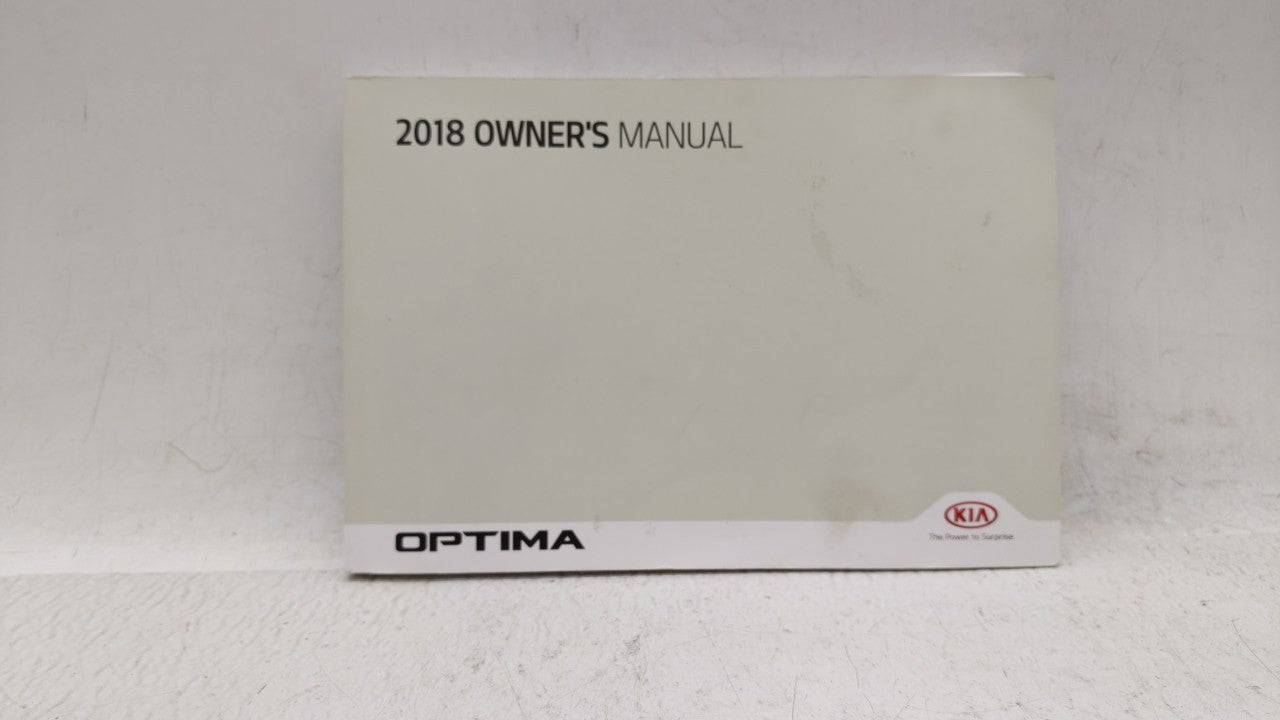 2018 OWNER'S MANUAL
OPTIMA
KIA
The Power to Surprise